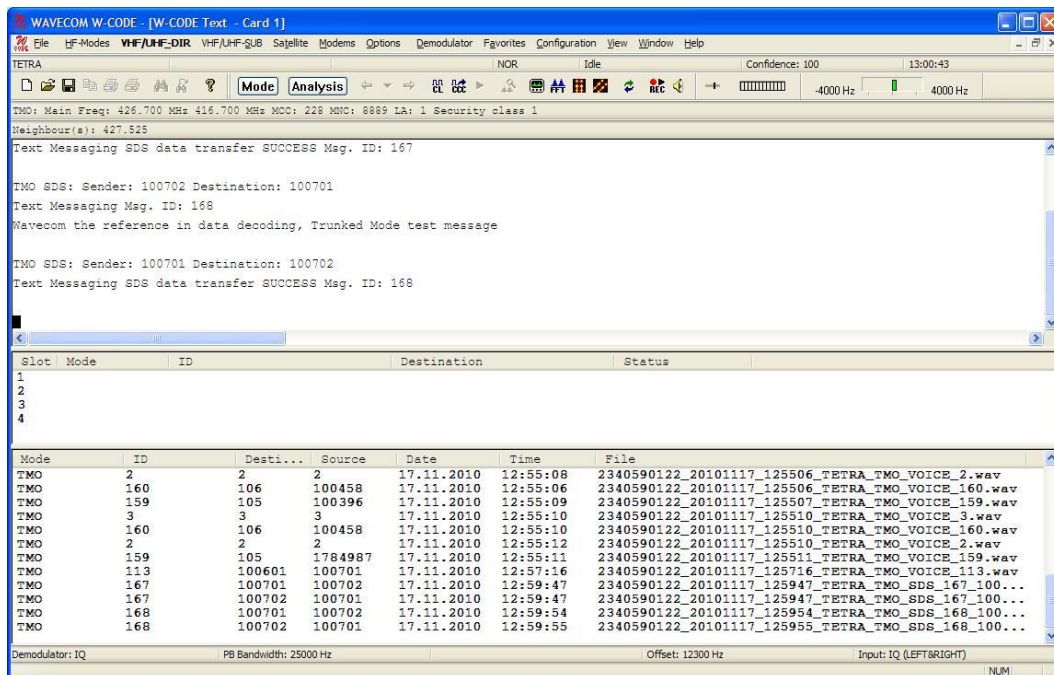 WAVECOM W-CODE - [W-CODE Text - Card 1]
File HF-Modes VHF/UHF-DIR VHF/UHF-SUB Satellite Modems Options Demodulator Favorites Configuration View Window Help
TETRA NOR Idle Confidence: 100 13:00:43
Mode Analysis CL CCC FFT REC -4000 Hz 4000 Hz
TMO: Main Freq: 426.700 MHz 416.700 MHz MCC: 228 MNC: 8889 LA: 1 Security class 1
Neighbour(s): 427.525
Text Messaging SDS data transfer SUCCESS Msg. ID: 167
TMO SDS: Sender: 100702 Destination: 100701
Text Messaging Msg. ID: 168
Wavecom the reference in data decoding, Trunked Mode test message
TMO SDS: Sender: 100701 Destination: 100702
Text Messaging SDS data transfer SUCCESS Msg. ID: 168
Slot Mode ID Destination Status
1
2
3
4
Mode ID Desti... Source Date Time File
TMO 2 2 2 17.11.2010 12:55:08 2340590122_20101117_125506_TETRA_TMO_VOICE_2.wav
TMO 160 106 100458 17.11.2010 12:55:06 2340590122_20101117_125506_TETRA_TMO_VOICE_160.wav
TMO 159 105 100396 17.11.2010 12:55:09 2340590122_20101117_125507_TETRA_TMO_VOICE_159.wav
TMO 3 3 3 17.11.2010 12:55:10 2340590122_20101117_125510_TETRA_TMO_VOICE_3.wav
TMO 160 106 100458 17.11.2010 12:55:10 2340590122_20101117_125510_TETRA_TMO_VOICE_160.wav
TMO 2 2 2 17.11.2010 12:55:12 2340590122_20101117_125510_TETRA_TMO_VOICE_2.wav
TMO 159 105 1784987 17.11.2010 12:55:11 2340590122_20101117_125511_TETRA_TMO_VOICE_159.wav
TMO 113 100601 100701 17.11.2010 12:57:16 2340590122_20101117_125716_TETRA_TMO_VOICE_113.wav
TMO 167 100701 100702 17.11.2010 12:59:47 2340590122_20101117_125947_TETRA_TMO_SDS_167_100...
TMO 167 100702 100701 17.11.2010 12:59:47 2340590122_20101117_125947_TETRA_TMO_SDS_167_100...
TMO 168 100701 100702 17.11.2010 12:59:54 2340590122_20101117_125954_TETRA_TMO_SDS_168_100...
TMO 168 100702 100701 17.11.2010 12:59:55 2340590122_20101117_125955_TETRA_TMO_SDS_168_100...
Demodulator: IQ PB Bandwidth: 25000 Hz Offset: 12300 Hz Input: IQ (LEFT&RIGHT)
NUM